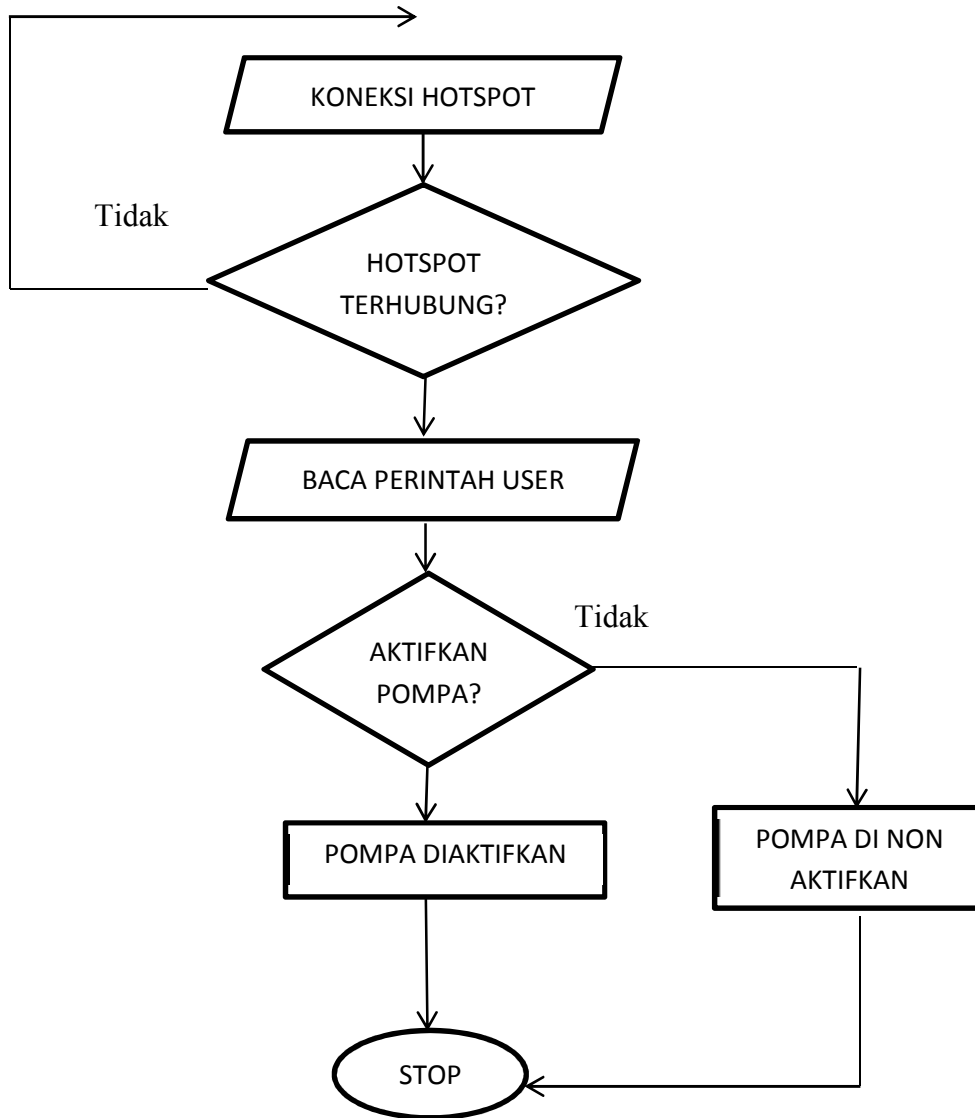 KONEKSI HOTSPOT
Tidak
HOTSPOT
TERHUBUNG?
BACA PERINTAH USER
Tidak
AKTIFKAN
POMPA?
POMPA DIAKTIFKAN
POMPA DI NON
AKTIFKAN
STOP